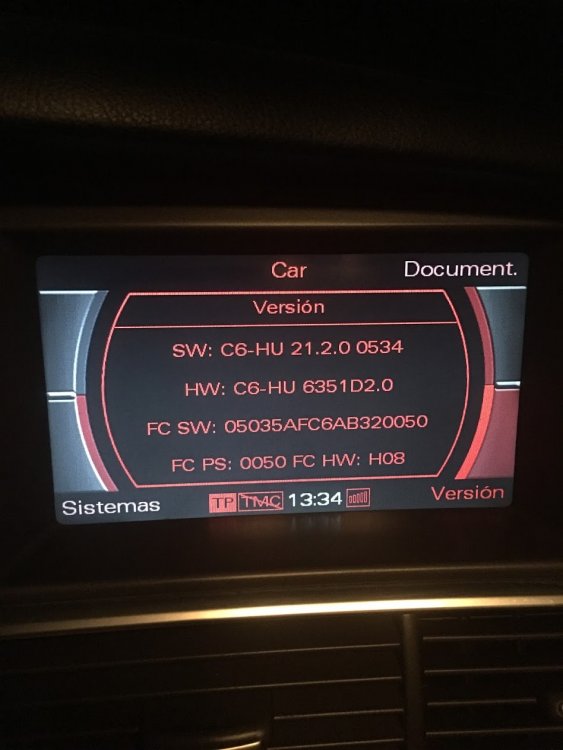 Car
Document.
Versión
SW: C6-HU 21.2.0 0534
HW: C6-HU 6351D2.0
FC SW: 05035AFC6AB320050
FC PS: 0050 FC HW: H08
Sistemas
TP TMC 13:34
Versión